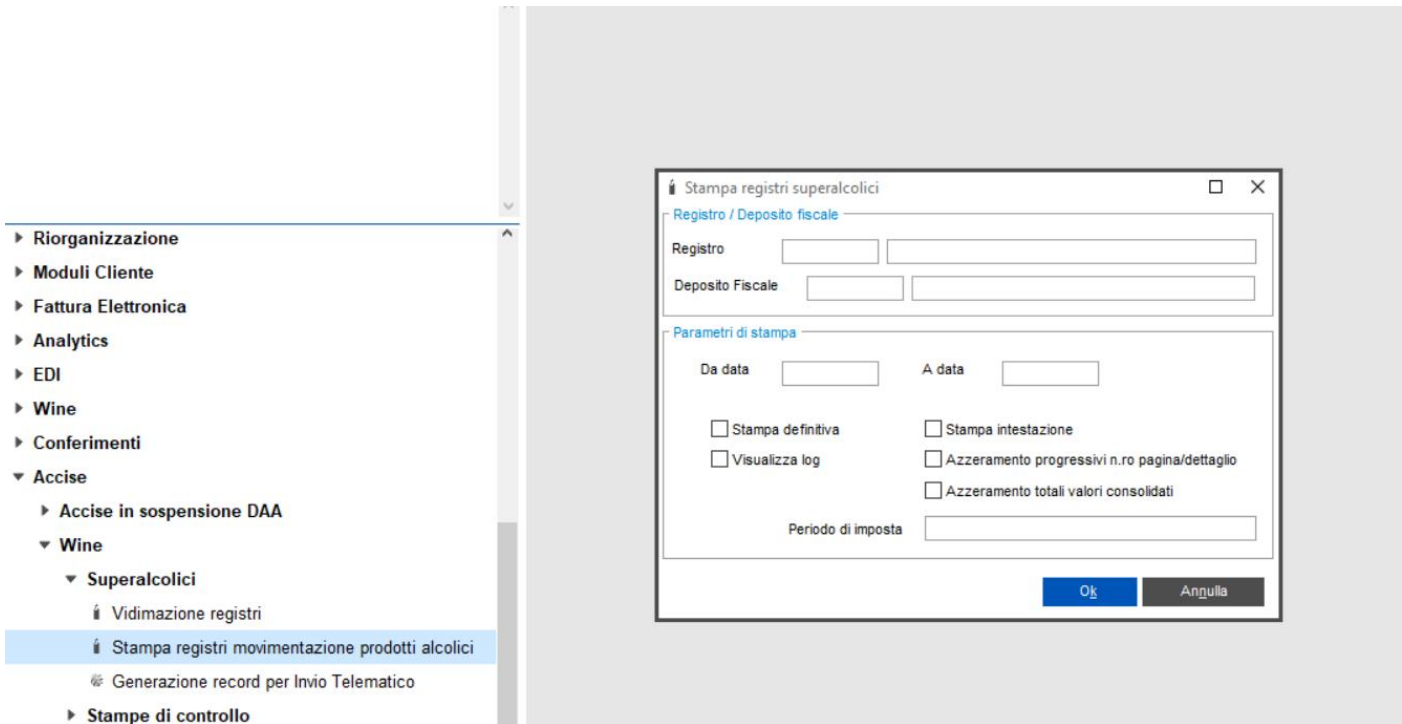 Riorganizzazione
Moduli Cliente
Fattura Elettronica
Analytics
EDI
Wine
Conferimenti
Accise
Accise in sospensione DAA
Wine
Superalcolici
Vidimazione registri
Stampa registri movimentazione prodotti alcolici
Generazione record per Invio Telematico
Stampe di controllo
Stampa registri superalcolici
Registro / Deposito fiscale
Registro
Deposito Fiscale
Parametri di stampa
Da data A data
Stampa definitiva Stampa intestazione
Visualizza log Azzeramento progressivi n.ro pagina/dettaglio
Azzeramento totali valori consolidati
Periodo di imposta
Ok Annulla